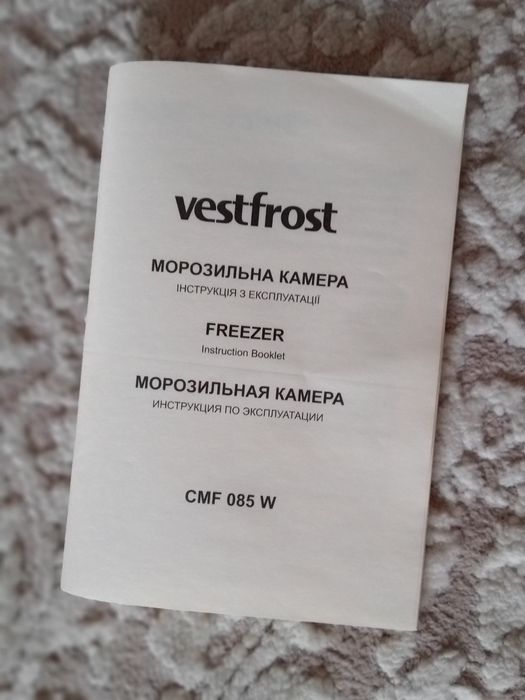 vestfrost
МОРОЗИЛЬНА КАМЕРА
ІНСТРУКЦІЯ З ЕКСПЛУАТАЦІЇ
FREEZER
Instruction Booklet
МОРОЗИЛЬНАЯ КАМЕРА
ИНСТРУКЦИЯ ПО ЭКСПЛУАТАЦИИ
CMF 085 W